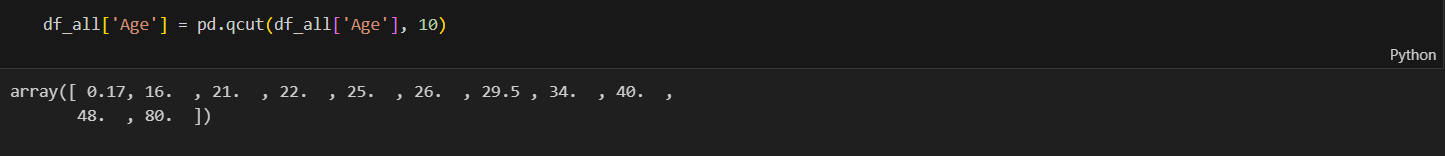 df_all['Age'] = pd.qcut(df_all['Age'], 10)
Python
array([ 0.17, 16.  , 21.  , 22.  , 25.  , 26.  , 29.5 , 34.  , 40.  ,
       48.  , 80.  ])